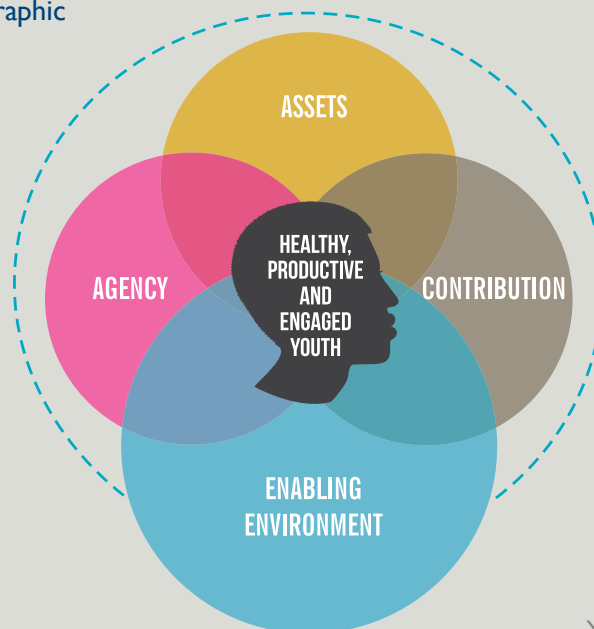 raphic
ASSETS
HEALTHY,
PRODUCTIVE
AND
ENGAGED
YOUTH
AGENCY
CONTRIBUTION
ENABLING
ENVIRONMENT